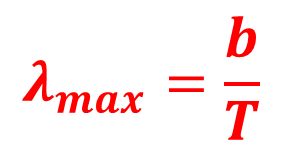 λmax = b/T